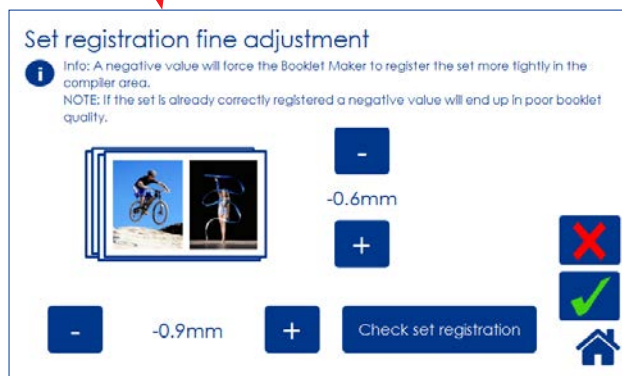 Set registration fine adjustment
i Info: A negative value will force the Booklet Maker to register the set more tightly in the
compiler area.
NOTE: If the set is already correctly registered a negative value will end up in poor booklet
quality.
-
-0.6mm
+
- -0.9mm + Check set registration